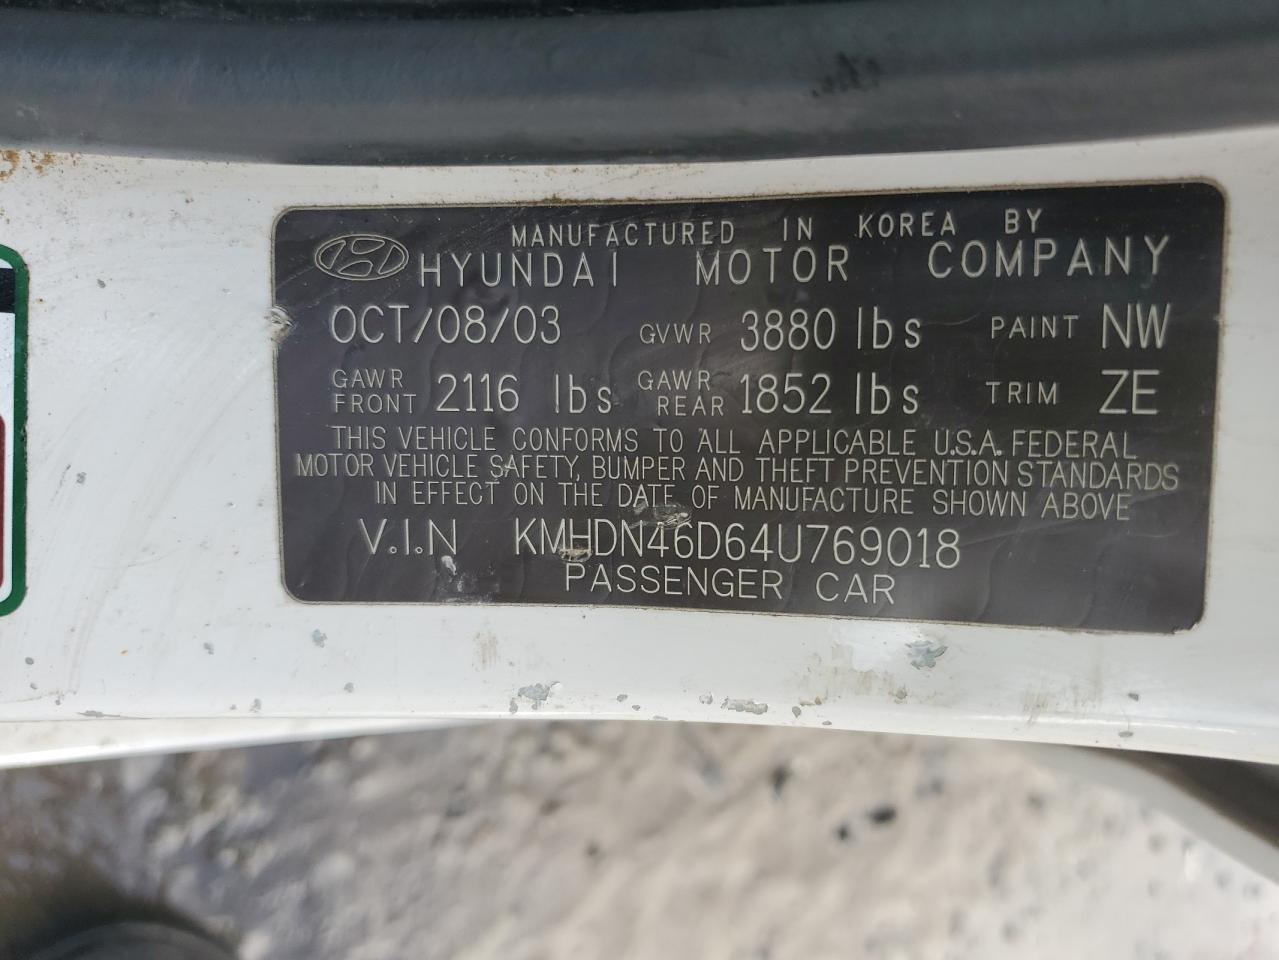 MANUFACTURED IN KOREA BY
HYUNDAI MOTOR COMPANY
OCT/08/03 GVWR 3880 lbs PAINT NW
GAWR FRONT 2116 lbs GAWR REAR 1852 lbs TRIM ZE
THIS VEHICLE CONFORMS TO ALL APPLICABLE U.S.A. FEDERAL
MOTOR VEHICLE SAFETY, BUMPER AND THEFT PREVENTION STANDARDS
IN EFFECT ON THE DATE OF MANUFACTURE SHOWN ABOVE
V.I.N KMHDN46D64U769018
PASSENGER CAR